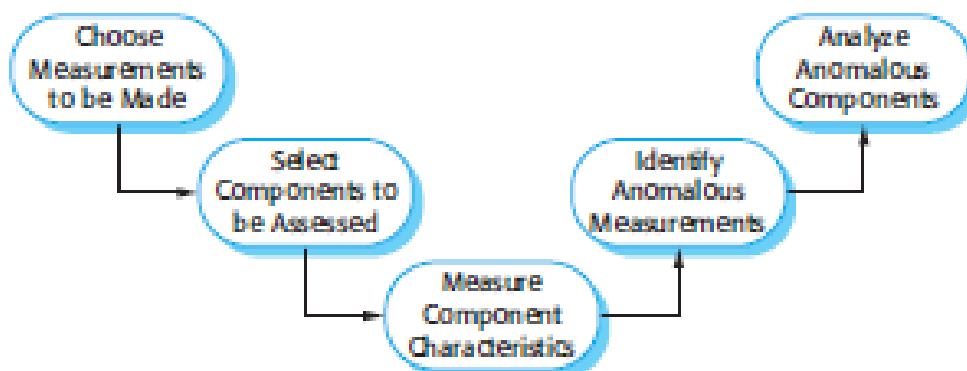 Choose
Measurements
to be Made
Select
Components to
be Assessed
Measure
Component
Characteristics
Identify
Anomalous
Measurements
Analyze
Anomalous
Components